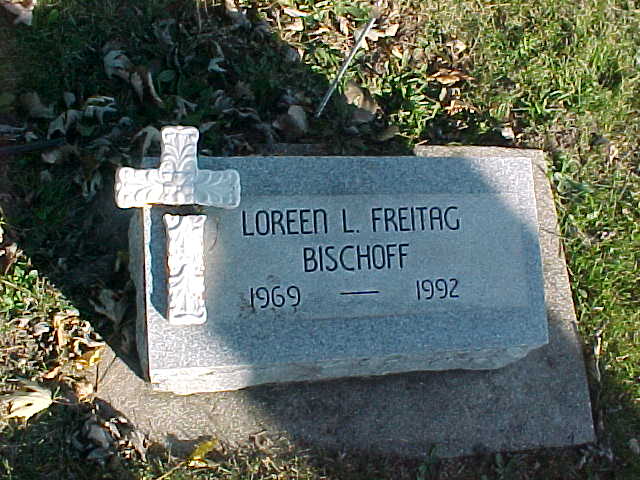 LOREEN L. FREITAG
BISCHOFF
1969 — 1992